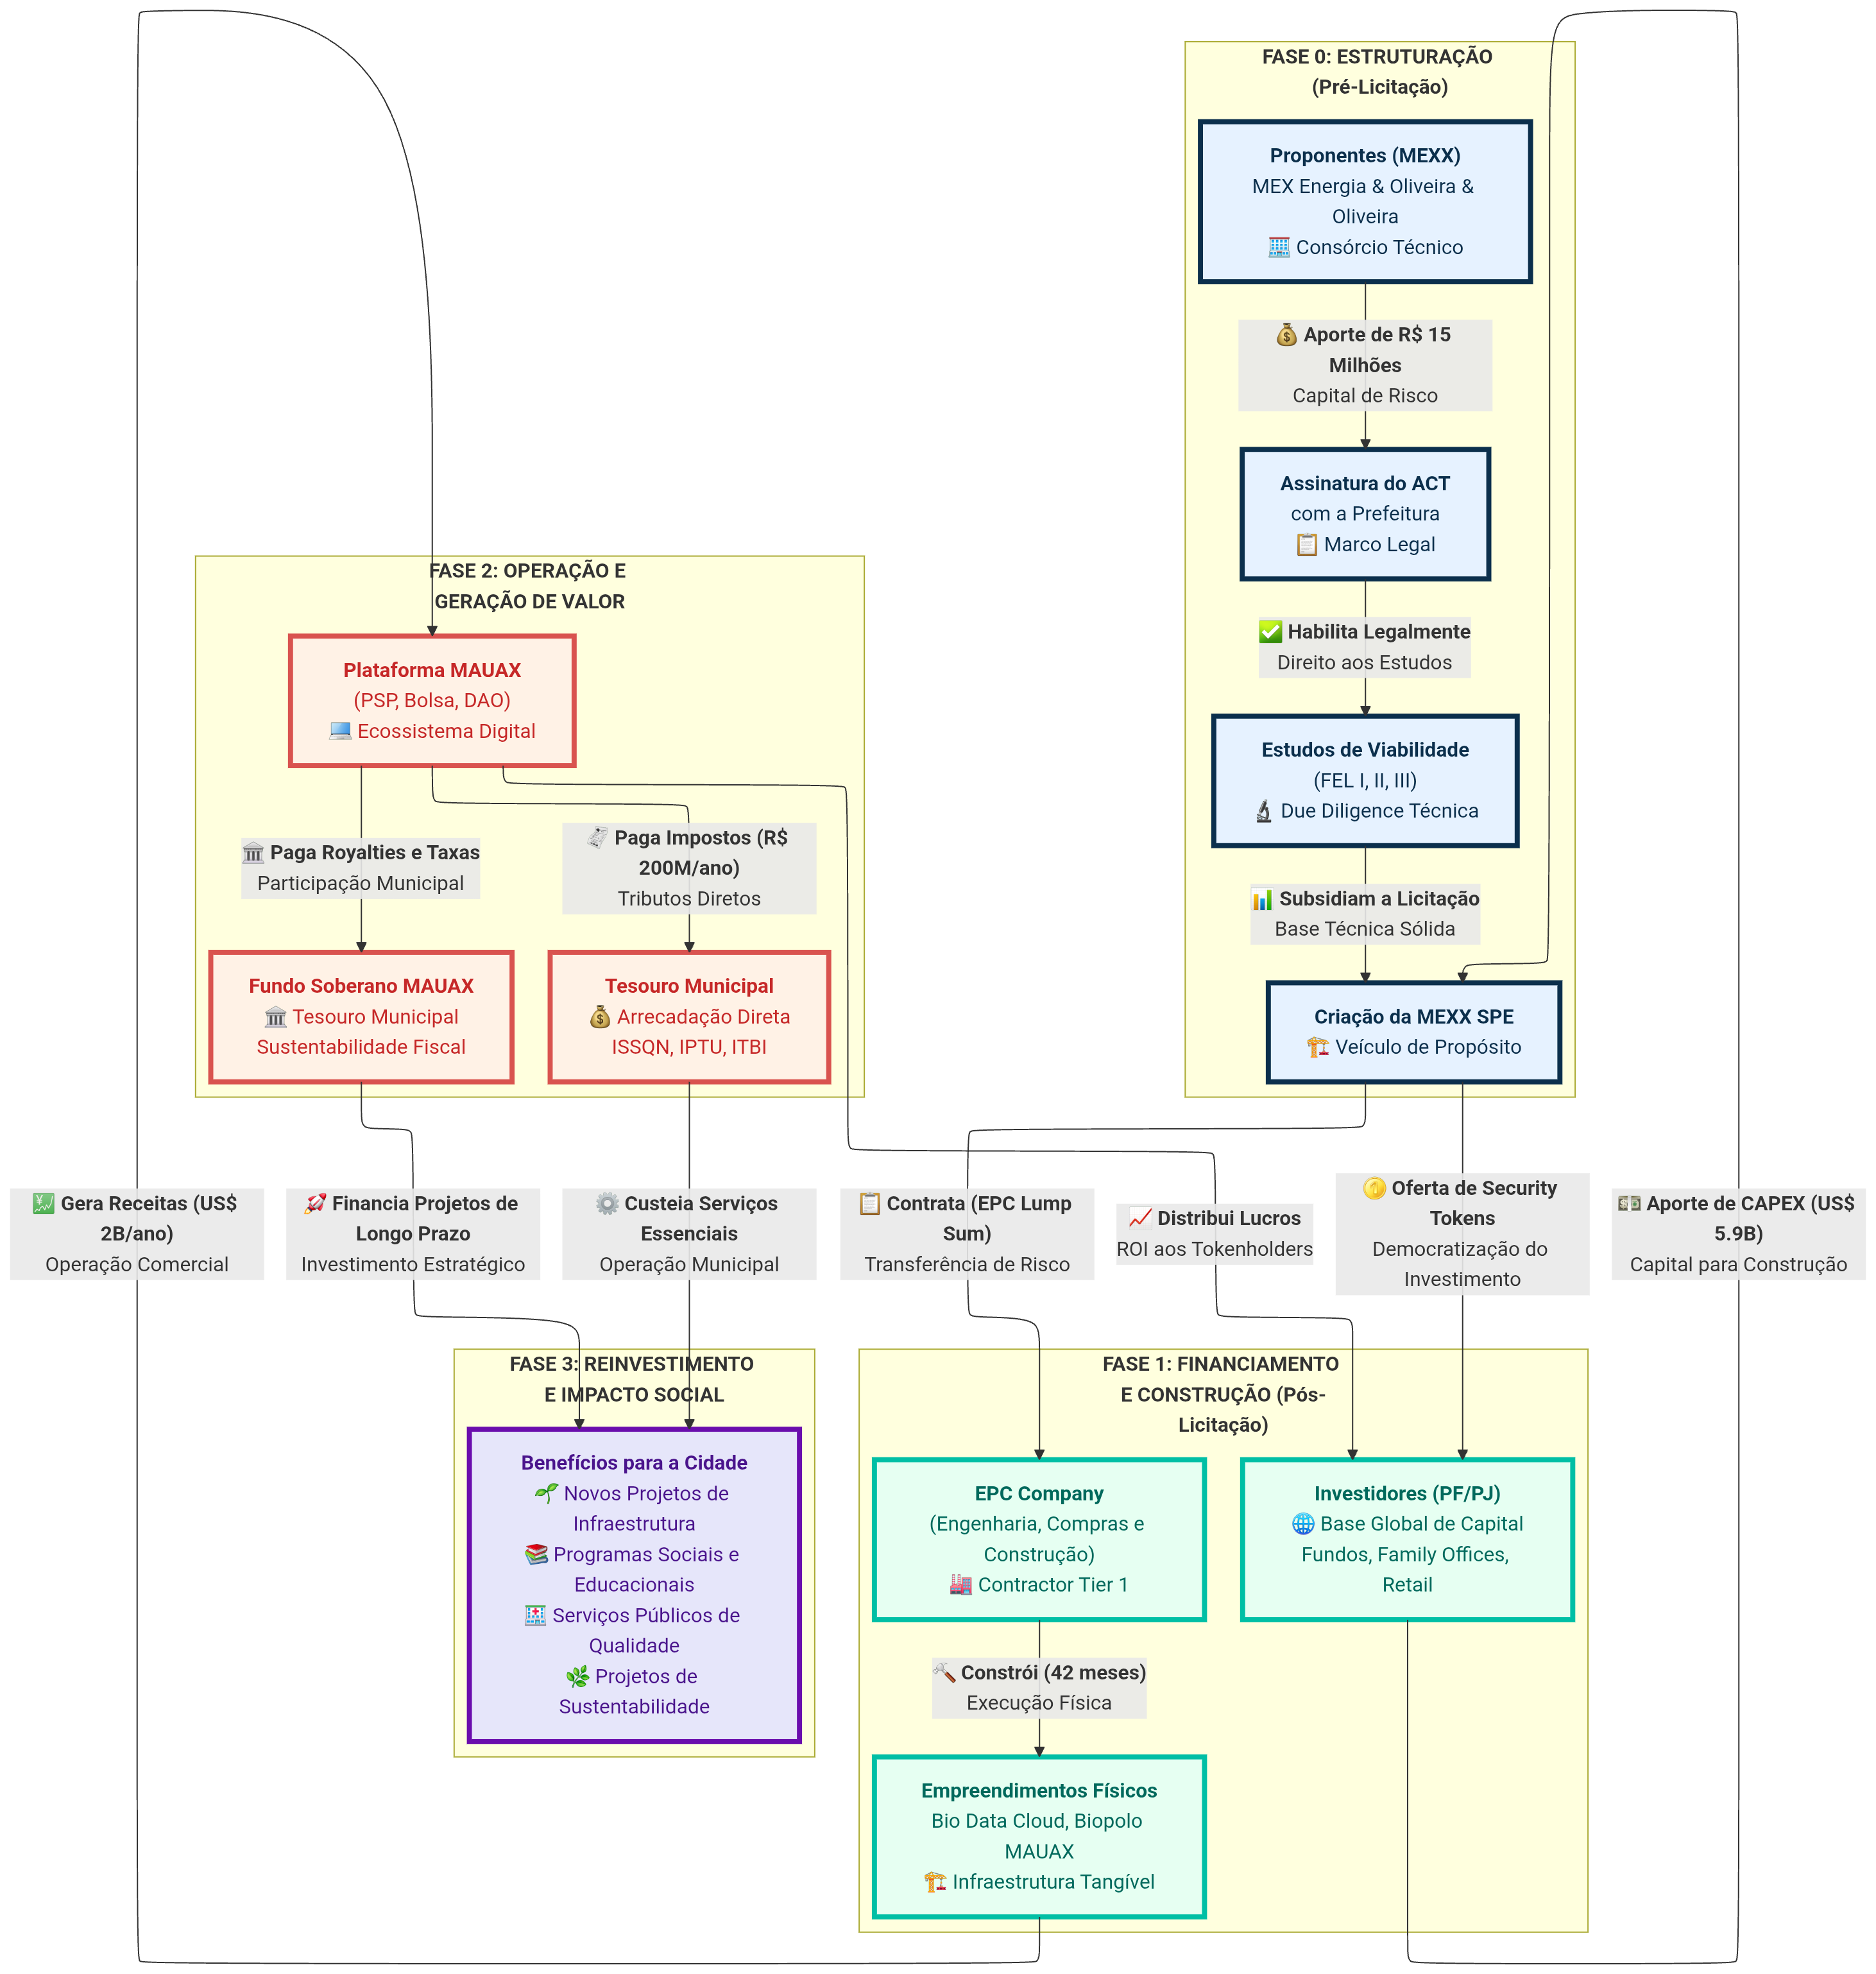 FASE 0: ESTRUTURAÇÃO
(Pré-Licitação)
Proponentes (MEXX)
MEX Energia & Oliveira &
Oliveira
🏢 Consórcio Técnico
💰 Aporte de R$ 15
Milhões
Capital de Risco
Assinatura do ACT
com a Prefeitura
📋 Marco Legal
✅ Habilita Legalmente
Direito aos Estudos
Estudos de Viabilidade
(FEL I, II, III)
🔬 Due Diligence Técnica
📊 Subsidiam a Licitação
Base Técnica Sólida
Criação da MEXX SPE
🏗️ Veículo de Propósito
FASE 2: OPERAÇÃO E
GERAÇÃO DE VALOR
Plataforma MAUAX
(PSP, Bolsa, DAO)
💻 Ecossistema Digital
🏛️ Paga Royalties e Taxas
Participação Municipal
🧾 Paga Impostos (R$
200M/ano)
Tributos Diretos
Fundo Soberano MAUAX
🏛️ Tesouro Municipal
Sustentabilidade Fiscal
Tesouro Municipal
💰 Arrecadação Direta
ISSQN, IPTU, ITBI
💹 Gera Receitas (US$
2B/ano)
Operação Comercial
🚀 Financia Projetos de
Longo Prazo
Investimento Estratégico
⚙️ Custeia Serviços
Essenciais
Operação Municipal
📋 Contrata (EPC Lump
Sum)
Transferência de Risco
📈 Distribui Lucros
ROI aos Tokenholders
🪙 Oferta de Security
Tokens
Democratização do
Investimento
💵 Aporte de CAPEX (US$
5.9B)
Capital para Construção
FASE 3: REINVESTIMENTO
E IMPACTO SOCIAL
Benefícios para a Cidade
🌱 Novos Projetos de
Infraestrutura
📚 Programas Sociais e
Educacionais
🏥 Serviços Públicos de
Qualidade
🌿 Projetos de
Sustentabilidade
FASE 1: FINANCIAMENTO
E CONSTRUÇÃO (Pós-
Licitação)
EPC Company
(Engenharia, Compras e
Construção)
🏭 Contractor Tier 1
Investidores (PF/PJ)
🌐 Base Global de Capital
Fundos, Family Offices,
Retail
🔨 Constrói (42 meses)
Execução Física
Empreendimentos Físicos
Bio Data Cloud, Biopolo
MAUAX
🏗️ Infraestrutura Tangível